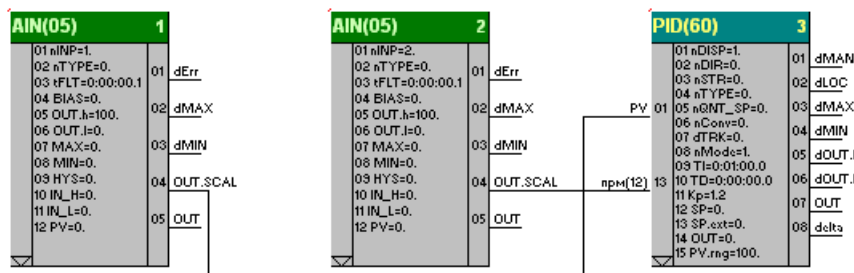 AIN(05) 1
01 nINP=1.
02 nTYPE=0.
03 tFLT=0:00:00.1
04 BIAS=0.
05 OUT.h=100.
06 OUT.l=0.
07 MAX=0.
08 MIN=0.
09 HYS=0.
10 IN_H=0.
11 IN_L=0.
12 PV=0.
01 dErr
02 dMAX
03 dMIN
04 OUT.SCAL
05 OUT
AIN(05) 2
01 nINP=2.
02 nTYPE=0.
03 tFLT=0:00:00.1
04 BIAS=0.
05 OUT.h=100.
06 OUT.l=0.
07 MAX=0.
08 MIN=0.
09 HYS=0.
10 IN_H=0.
11 IN_L=0.
12 PV=0.
01 dErr
02 dMAX
03 dMIN
04 OUT.SCAL
05 OUT
PID(60) 3
PV 01
прм(12) 13
01 nDISP=1.
02 nDIR=0.
03 nSTR=0.
04 nTYPE=0.
05 nQNT_SP=0.
06 nConv=0.
07 dTRK=0.
08 nMode=1.
09 TI=0:01:00.0
10 TD=0:00:00.0
11 Kp=1.2
12 SP=0.
13 SP.ext=0.
14 OUT=0.
15 PV.rng=100.
01 dMAN
02 dLOC
03 dMAX
04 dMIN
05 dOUT.
06 dOUT.
07 OUT
08 delta